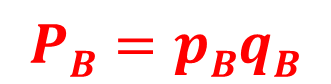 P_B = p_B q_B